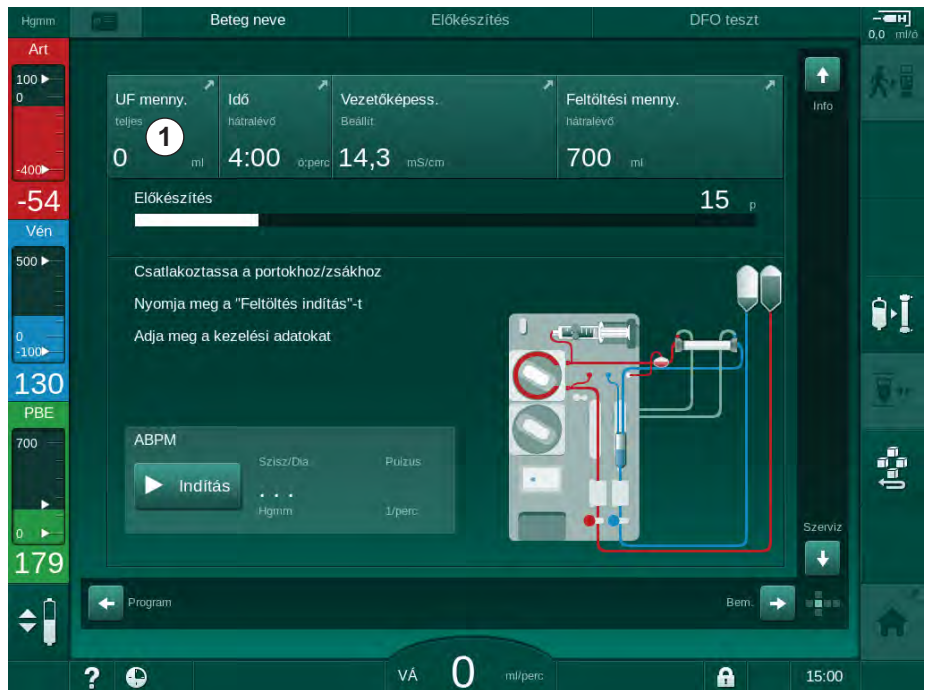 Hgmm
Beteg neve
Előkészítés
DFO teszt
0,0 ml/ó
Art
100
0
-400
-54
Vén
500
0
-100
130
PBE
700
0
179
UF menny.
teljes
1
0 ml
Idő
hátralévő
4:00 ó:perc
Vezetőképess.
Beállít
14,3 mS/cm
Feltöltési menny.
hátralévő
700 ml
Előkészítés
15 p
Csatlakoztassa a portokhoz/zsákhoz
Nyomja meg a "Feltöltés indítás"-t
Adja meg a kezelési adatokat
ABPM
Indítás
Szisz/Dia
. . .
Hgmm
Pulzus
1/perc
Info
Szerviz
Program
Bem.
? VÁ 0 ml/perc
15:00